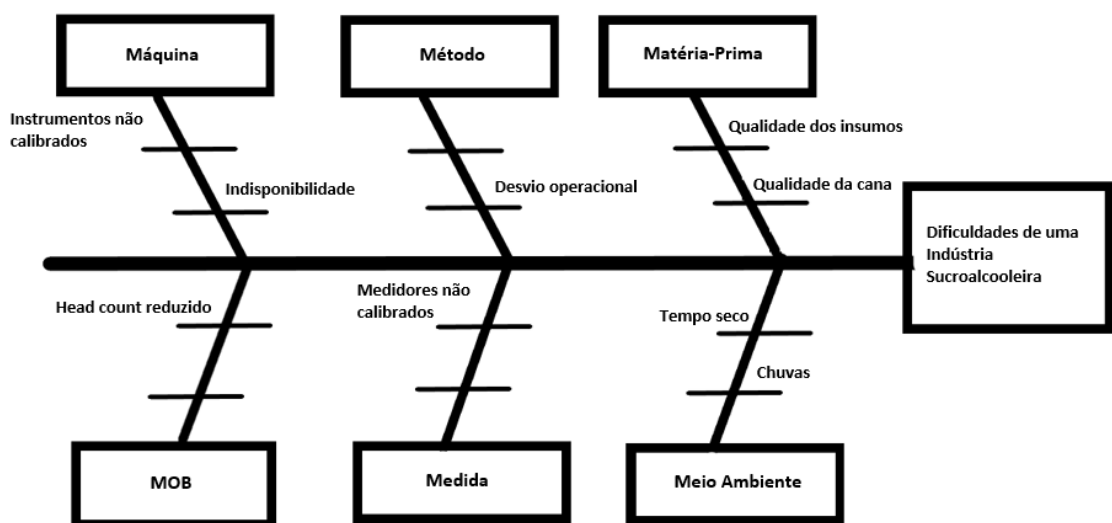 Máquina
Método
Matéria-Prima
Instrumentos não
calibrados
Indisponibilidade
Desvio operacional
Qualidade dos insumos
Qualidade da cana
Dificuldades de uma
Indústria
Sucroalcooleira
Head count reduzido
Medidores não
calibrados
Tempo seco
Chuvas
MOB
Medida
Meio Ambiente